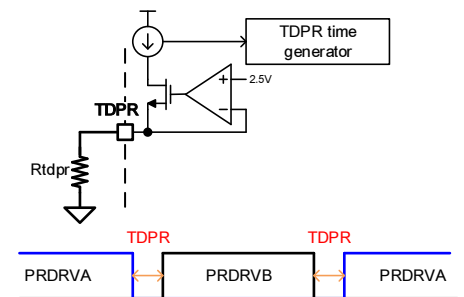 TDPR time
generator
2.5V
+
−
TDPR
Rtdpr
TDPR
TDPR
PRDRVA
PRDRVB
PRDRVA